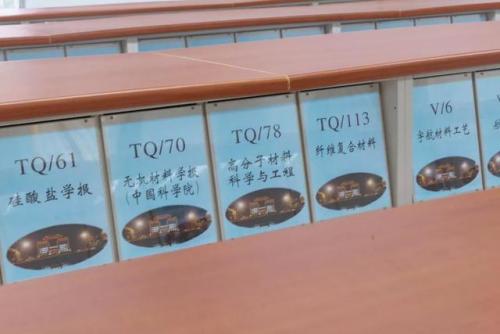 TQ/61
硅酸盐学报
TQ/70
无机材料学报
(中国科学院)
TQ/78
高分子材料
科学与工程
TQ/113
纤维复合材料
V/6
宇航材料工艺